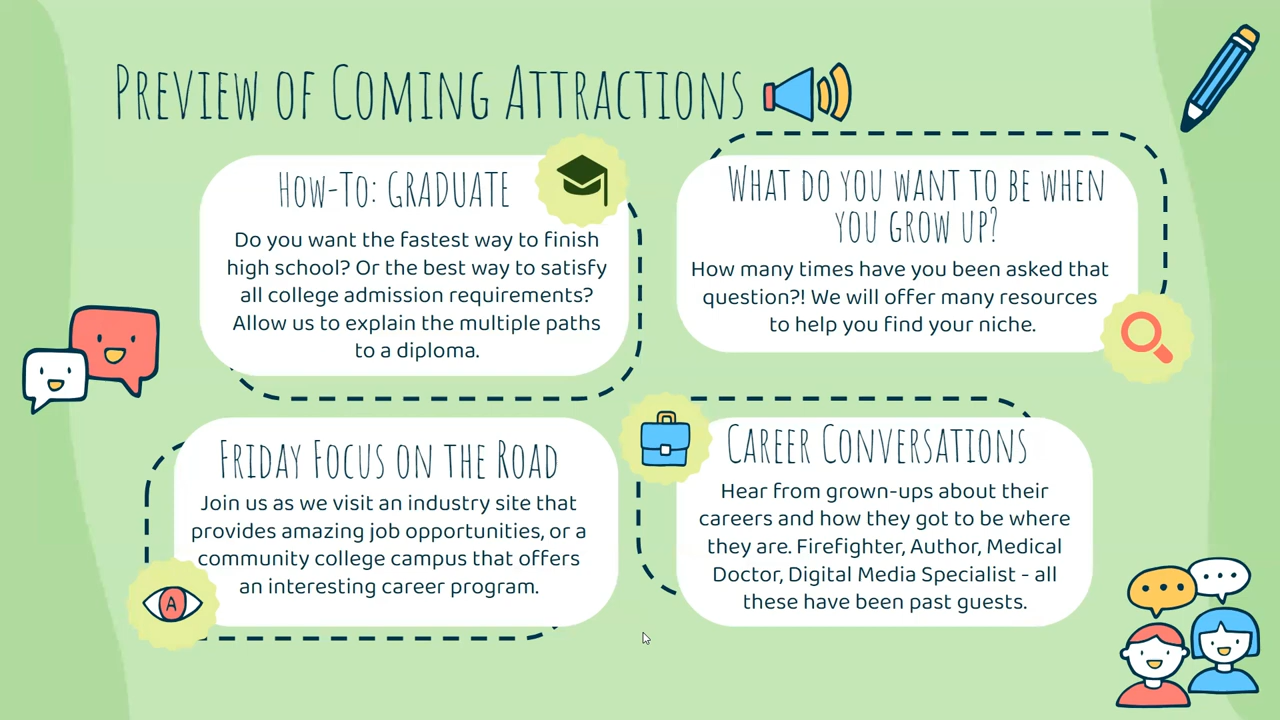 Preview of Coming Attractions
How-To: GRADUATE
Do you want the fastest way to finish
high school? Or the best way to satisfy
all college admission requirements?
Allow us to explain the multiple paths
to a diploma.
What do you want to be when
you grow up?
How many times have you been asked that
question?! We will offer many resources
to help you find your niche.
Friday Focus on the Road
Join us as we visit an industry site that
provides amazing job opportunities, or a
community college campus that offers
an interesting career program.
A
Career Conversations
Hear from grown-ups about their
careers and how they got to be where
they are. Firefighter, Author, Medical
Doctor, Digital Media Specialist - all
these have been past guests.